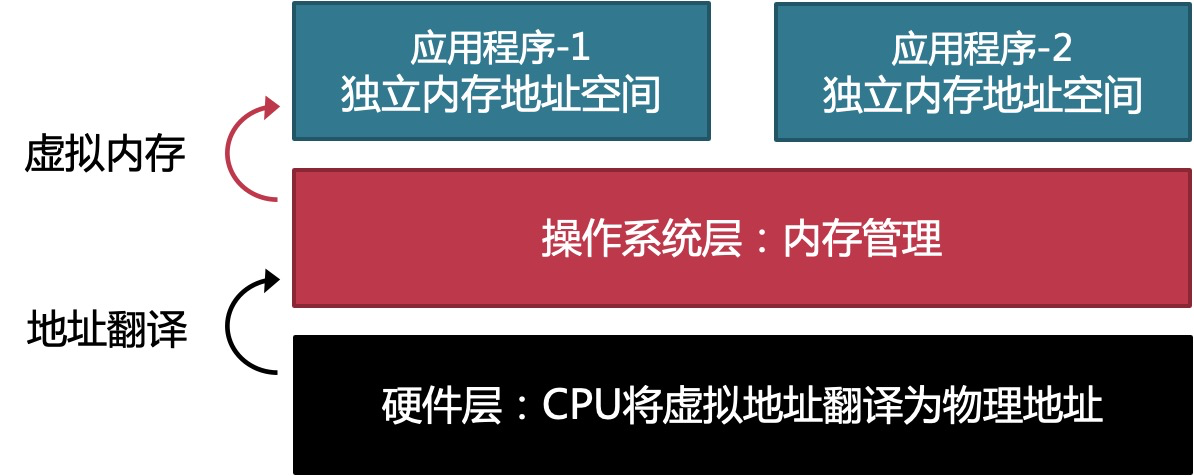 应用程序-1
独立内存地址空间
应用程序-2
独立内存地址空间
虚拟内存
操作系统层：内存管理
地址翻译
硬件层：CPU将虚拟地址翻译为物理地址